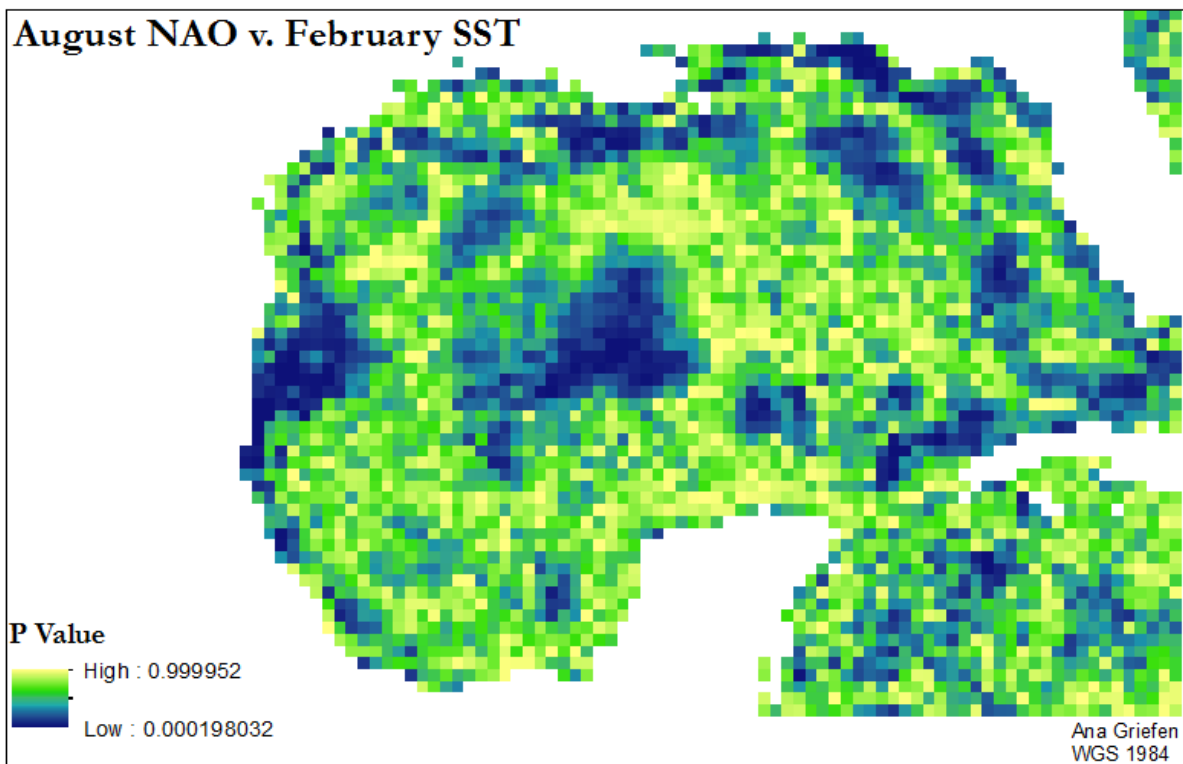 August NAO v. February SST
P Value
High : 0.999952
Low : 0.000198032
Ana Griefen
WGS 1984